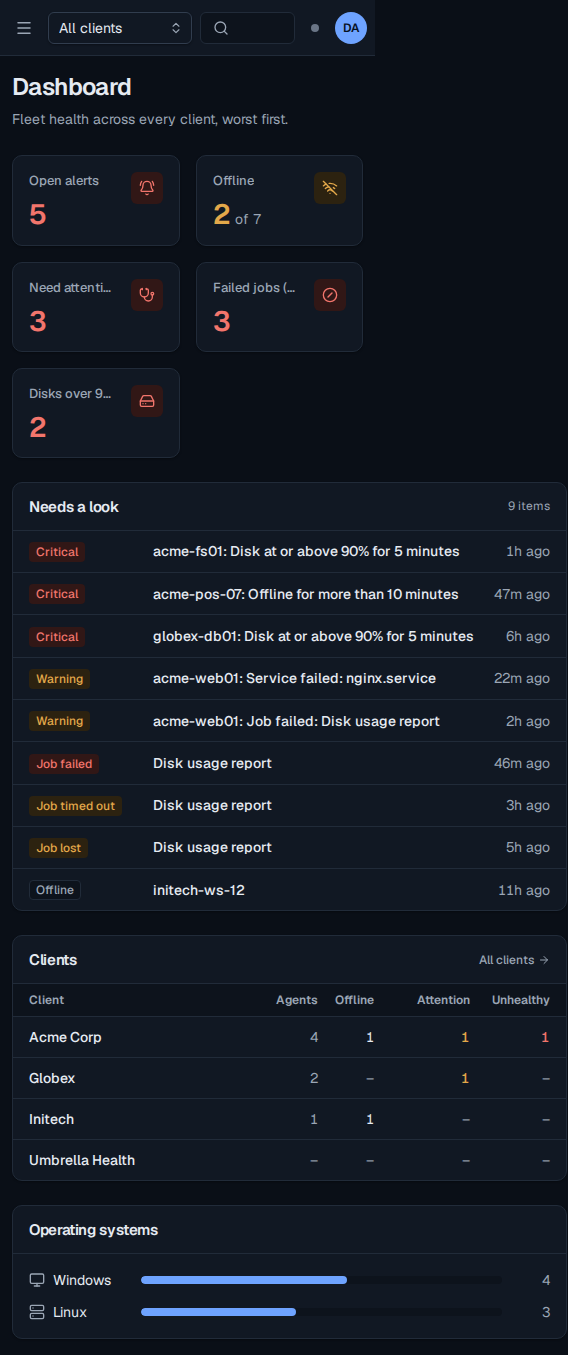 All clients
DA
Dashboard
Fleet health across every client, worst first.
Open alerts
5
Offline
2 of 7
Need attenti...
3
Failed jobs (...
3
Disks over 9...
2
Needs a look 9 items
Critical acme-fs01: Disk at or above 90% for 5 minutes 1h ago
Critical acme-pos-07: Offline for more than 10 minutes 47m ago
Critical globex-db01: Disk at or above 90% for 5 minutes 6h ago
Warning acme-web01: Service failed: nginx.service 22m ago
Warning acme-web01: Job failed: Disk usage report 2h ago
Job failed Disk usage report 46m ago
Job timed out Disk usage report 3h ago
Job lost Disk usage report 5h ago
Offline initech-ws-12 11h ago
Clients All clients →
Client Agents Offline Attention Unhealthy
Acme Corp 4 1 1 1
Globex 2 – 1 –
Initech 1 1 – –
Umbrella Health – – – –
Operating systems
Windows 4
Linux 3